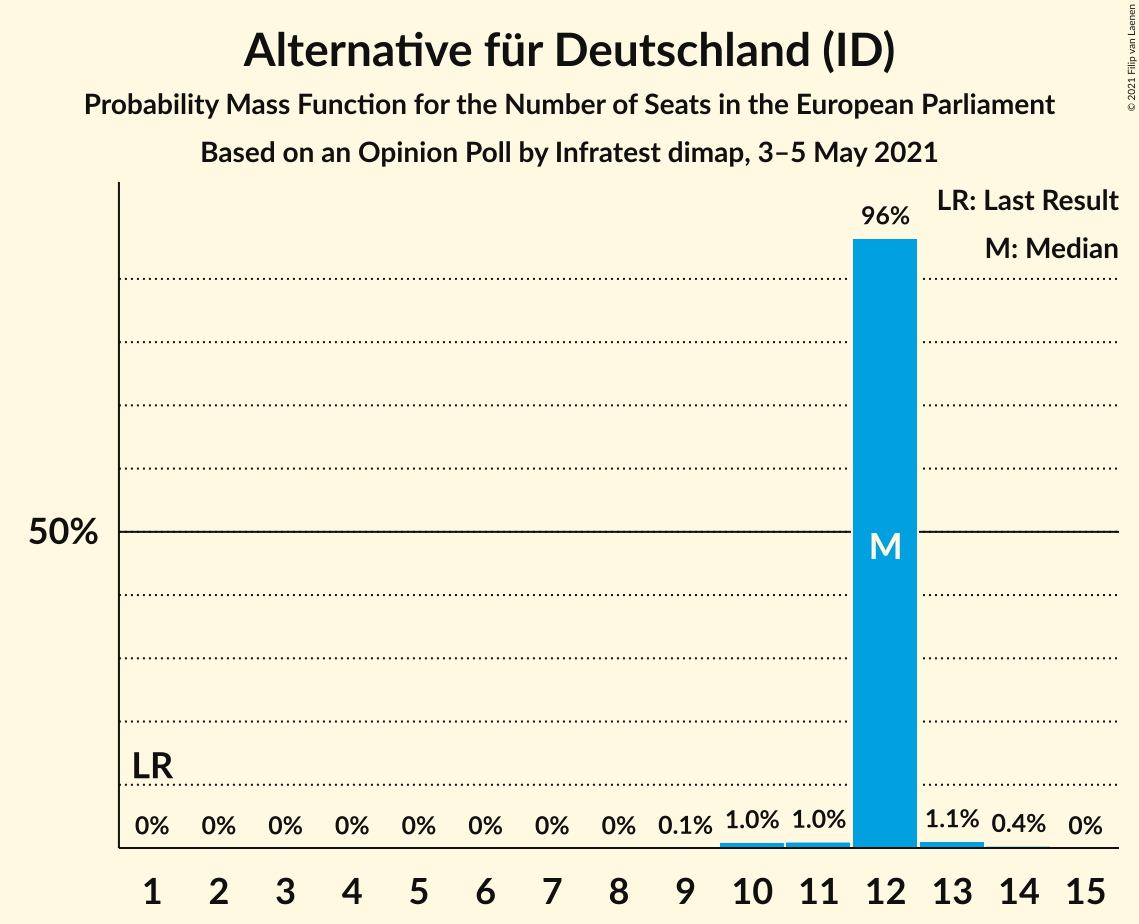 Alternative für Deutschland (ID)
Probability Mass Function for the Number of Seats in the European Parliament
Based on an Opinion Poll by Infratest dimap, 3–5 May 2021
© 2021 Filip van Laenen
LR: Last Result
M: Median
96%
50%
M
LR
0% 0% 0% 0% 0% 0% 0% 0% 0.1% 1.0% 1.0% 1.1% 0.4% 0%
1 2 3 4 5 6 7 8 9 10 11 12 13 14 15